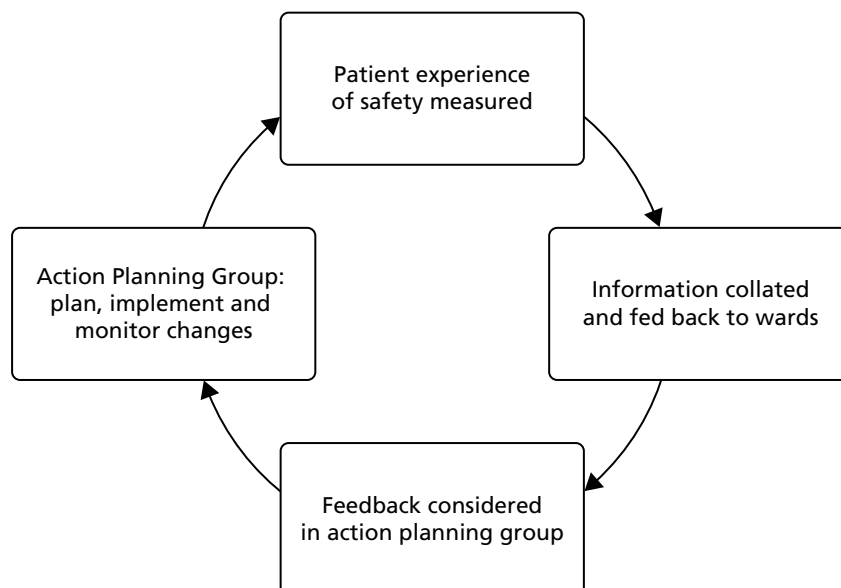 Patient experience
of safety measured
Information collated
and fed back to wards
Feedback considered
in action planning group
Action Planning Group:
plan, implement and
monitor changes